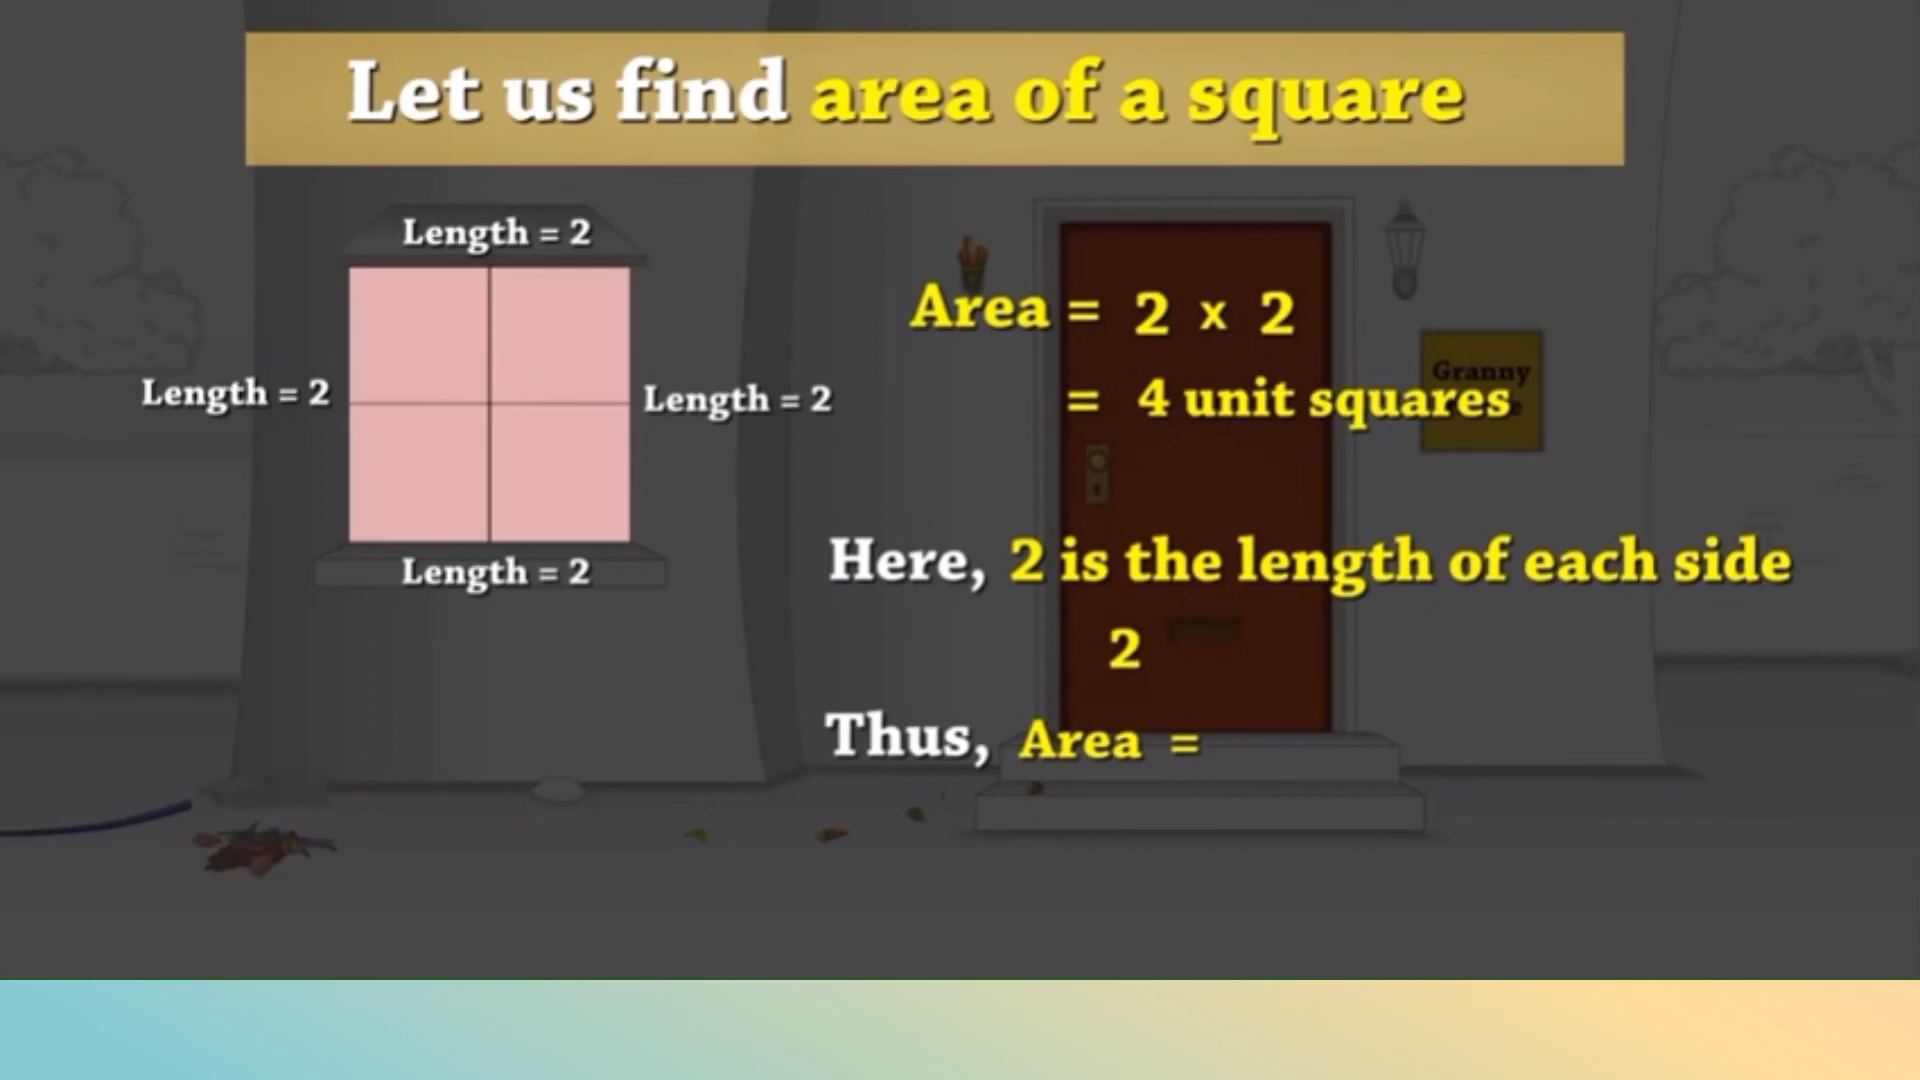 Let us find area of a square
Length = 2
Length = 2
Length = 2
Length = 2
Area = 2 x 2
= 4 unit squares
Granny
Here, 2 is the length of each side
2
Thus, Area =